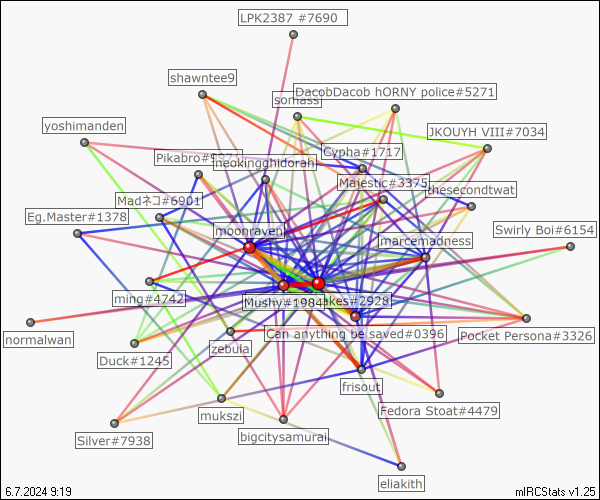 LPK2387 #7690
shawntee9
DacobDacob hORNY police#5271
somass
yoshimanden
JKOUYH VIII#7034
Cypha#1717
Pikabro#
theokingghidorah
Majestic#3375
thesecondtwat
Madネコ#6901
Eg.Master#1378
moonraven
Swirly Boi#6154
marcemadness
ming#4742
Mushy#1984
akes#2928
normalwan
Can anything be saved#0396
Pocket Persona#3326
zebula
Duck#1245
frisout
mukszi
Fedora Stoat#4479
Silver#7938
bigcitysamurai
eliakith
6.7.2024 9:19
mIRCStats v1.25